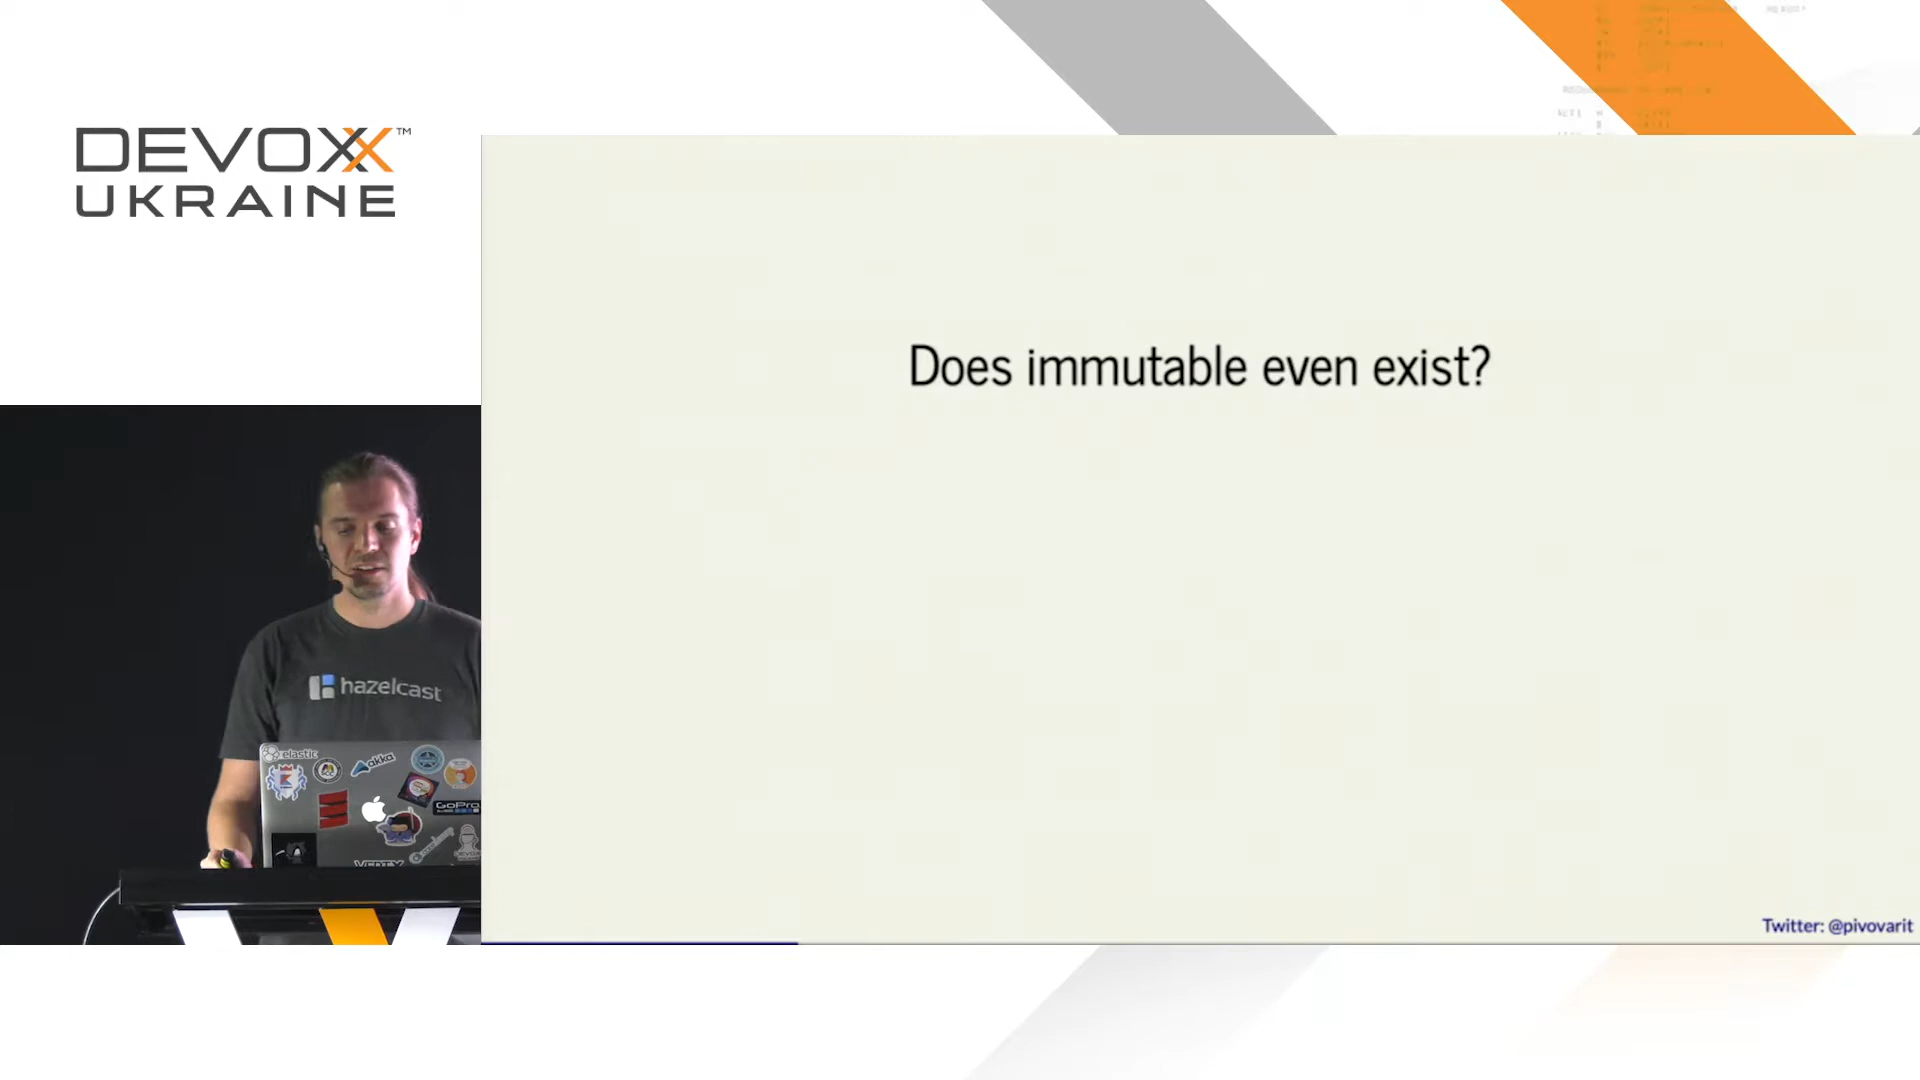 DEVOXX™
UKRAINE
Does immutable even exist?
hazelcast
elastic
akka
GoPro
Twitter: @pivovarit